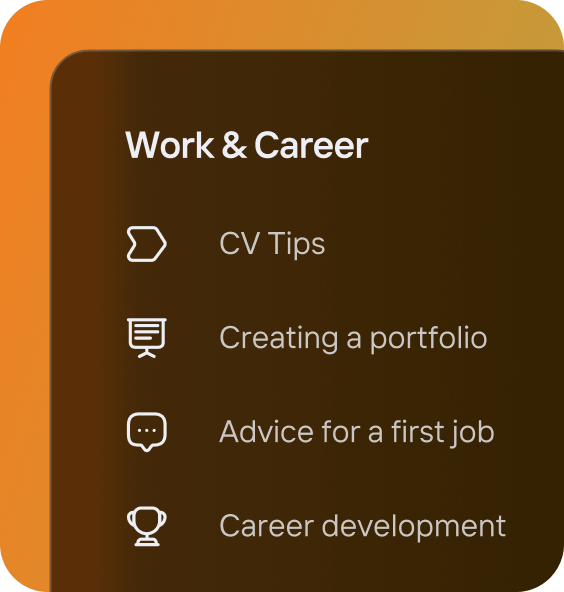 Work & Career
CV Tips
Creating a portfolio
Advice for a first job
Career development